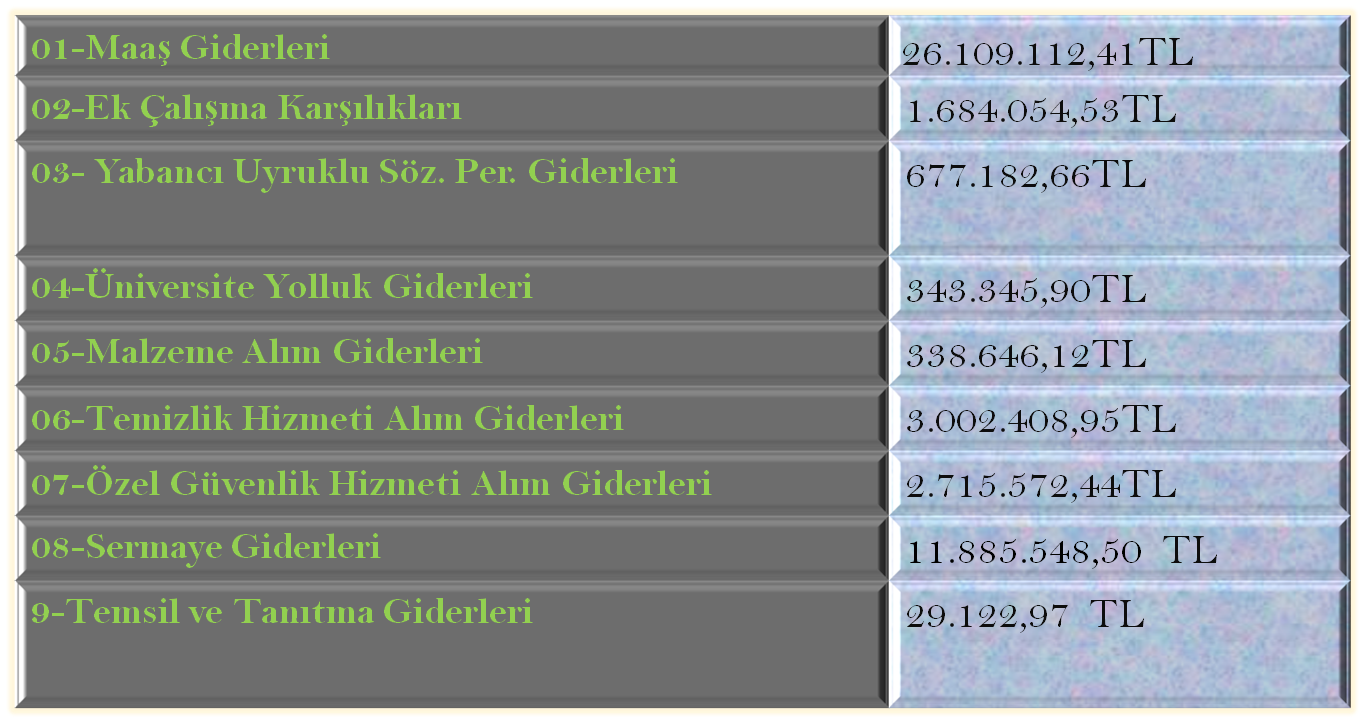 01-Maaş Giderleri 26.109.112,41TL
02-Ek Çalışma Karşılıkları 1.684.054,53TL
03- Yabancı Uyruklu Söz. Per. Giderleri 677.182,66TL
04-Üniversite Yolluk Giderleri 343.345,90TL
05-Malzeme Alım Giderleri 338.646,12TL
06-Temizlik Hizmeti Alım Giderleri 3.002.408,95TL
07-Özel Güvenlik Hizmeti Alım Giderleri 2.715.572,44TL
08-Sermaye Giderleri 11.885.548,50 TL
9-Temsil ve Tanıtma Giderleri 29.122,97 TL